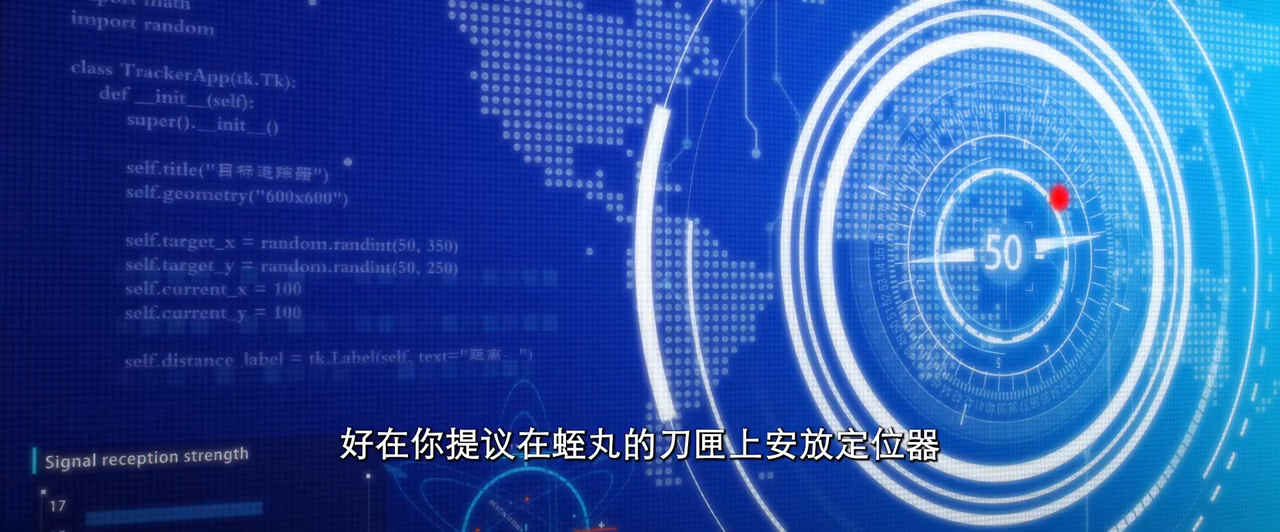 import math
import random
class TrackerApp(tk.Tk):
def __init__(self):
super().__init__()
self.title("目标追踪器")
self.geometry("600x600")
self.target_x = random.randint(50, 350)
self.target_y = random.randint(50, 250)
self.current_x = 100
self.current_y = 100
self.distance_label = tk.Label(self, text="距离: ")
50
好在你提议在蛭丸的刀匣上安放定位器
Signal reception strength
17